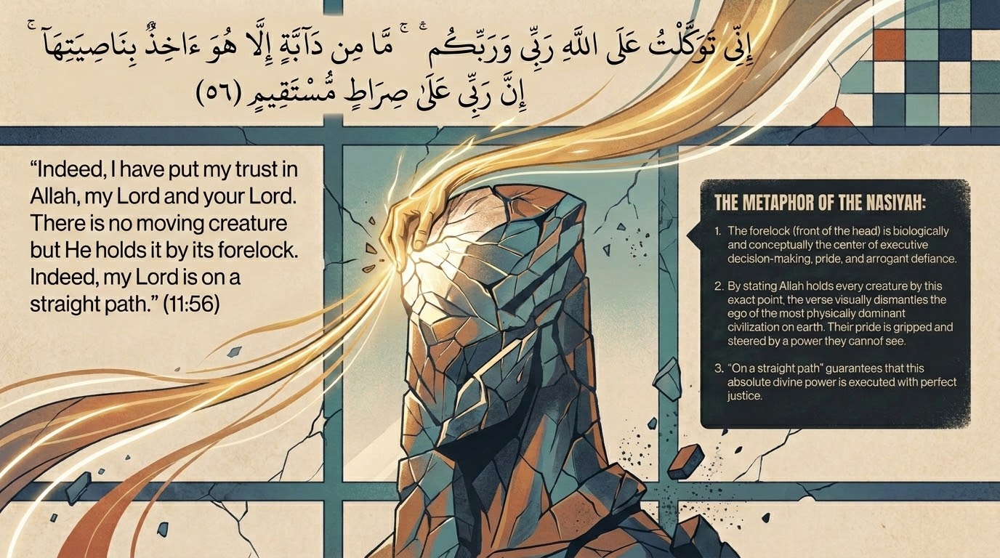 إِنِّى تَوَكَّلْتُ عَلَى اللَّهِ رَبِّى وَرَبِّكُم ۚ ۚ مَّا مِن دَآبَّةٍ إِلَّا هُوَ ءَاخِذٌۢ بِنَاصِيَتِهَآ ۚ
إِنَّ رَبِّى عَلَىٰ صِرَاطٍ مُّسْتَقِيمٍ (٥٦)
“Indeed, I have put my trust in
Allah, my Lord and your Lord.
There is no moving creature
but He holds it by its forelock.
Indeed, my Lord is on a
straight path.” (11:56)
THE METAPHOR OF THE NASIYAH:
1. The forelock (front of the head) is biologically
and conceptually the center of executive
decision-making, pride, and arrogant defiance.
2. By stating Allah holds every creature by this
exact point, the verse visually dismantles the
ego of the most physically dominant
civilization on earth. Their pride is gripped and
steered by a power they cannof see.
3. “On a straight path” guarantees that this
absolute divine power is executed with perfect
justice.